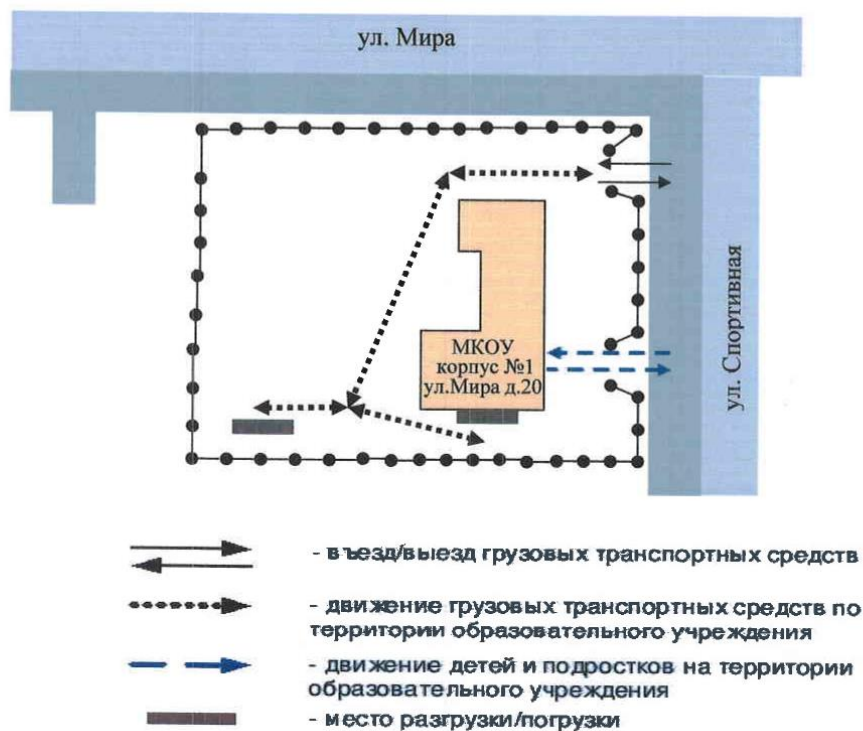 ул. Мира
МКОУ
корпус №1
ул.Мира д.20
ул. Спортивная
- въезд/выезд грузовых транспортных средств
- движение грузовых транспортных средств по
территории образовательного учреждения
- движение детей и подростков на территории
образовательного учреждения
- место разгрузки/погрузки